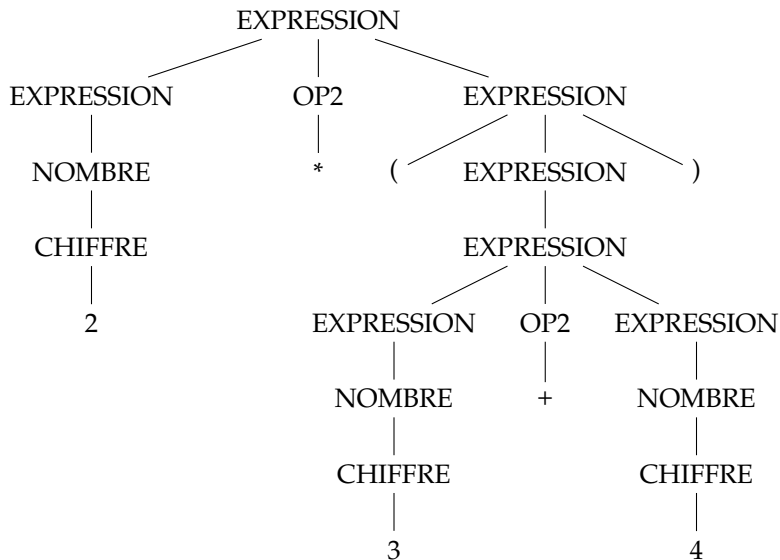 EXPRESSION
EXPRESSION OP2 EXPRESSION
NOMBRE * ( EXPRESSION )
CHIFFRE EXPRESSION
2 EXPRESSION OP2 EXPRESSION
NOMBRE + NOMBRE
CHIFFRE CHIFFRE
3 4